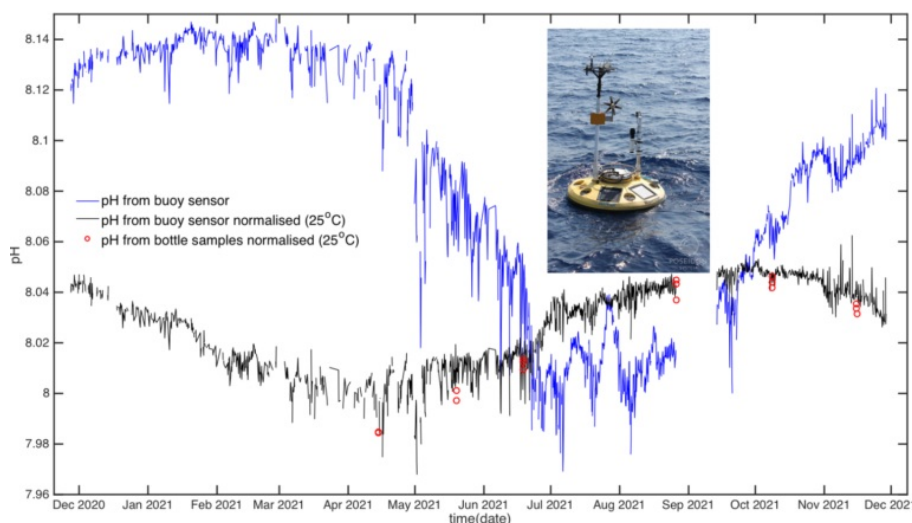 8.14
8.12
8.1
8.08
8.06
8.04
8.02
8
7.98
7.96
pH
pH from buoy sensor
pH from buoy sensor normalised (25°C)
pH from bottle samples normalised (25°C)
POSEIDON
Dec 2020 Jan 2021 Feb 2021 Mar 2021 Apr 2021 May 2021 Jun 2021 Jul 2021 Aug 2021 Sep 2021 Oct 2021 Nov 2021 Dec 2021
time(date)